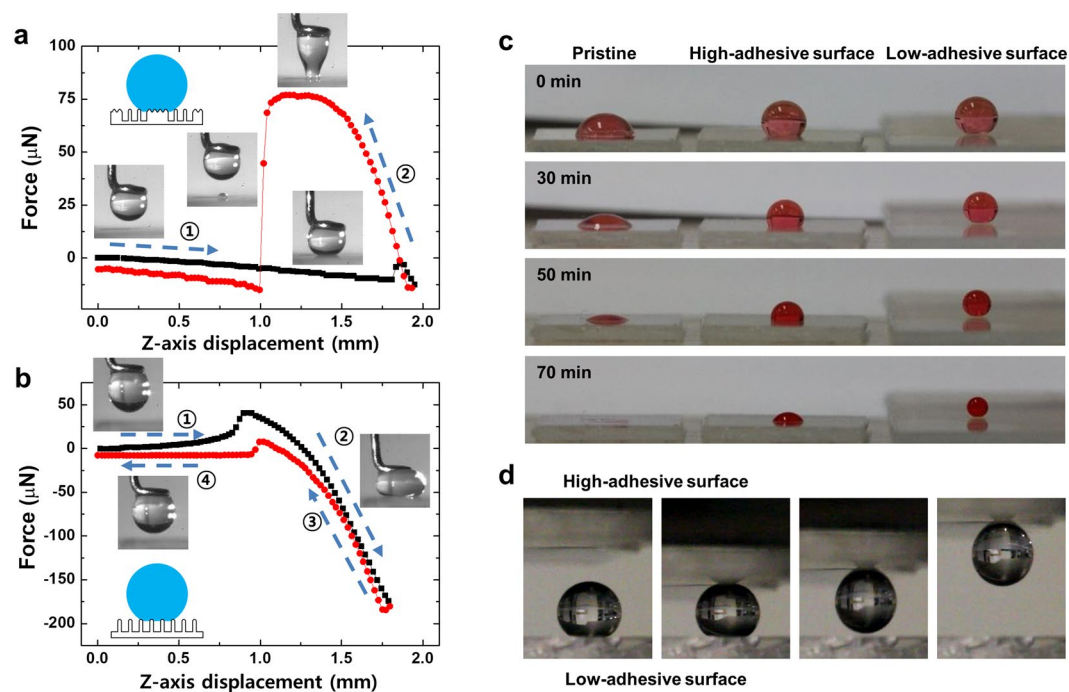 a
100
75
50
25
0
Force (μN)
①
②
0.0 0.5 1.0 1.5 2.0
Z-axis displacement (mm)
b
50
0
-50
-100
-150
-200
Force (μN)
①
②
④
③
0.0 0.5 1.0 1.5 2.0
Z-axis displacement (mm)
c
Pristine High-adhesive surface Low-adhesive surface
0 min
30 min
50 min
70 min
d
High-adhesive surface
Low-adhesive surface